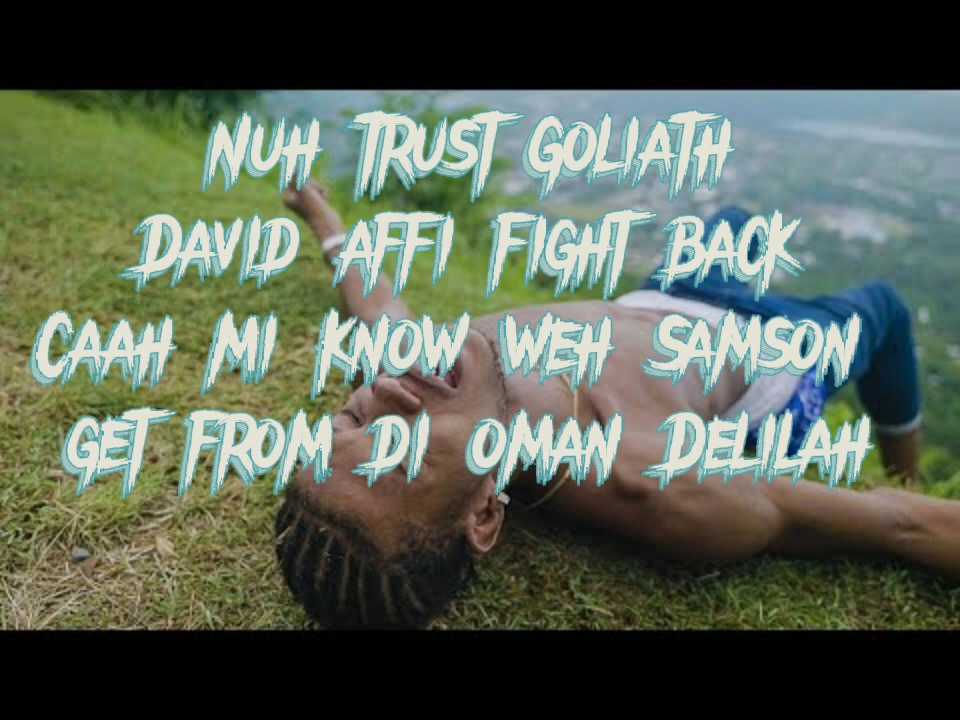 NUH TRUST GOLIATH
DAVID AFFI FIGHT BACK
CAAH MI KNOW WEH SAMSON
GET FROM DI OMAN DELILAH